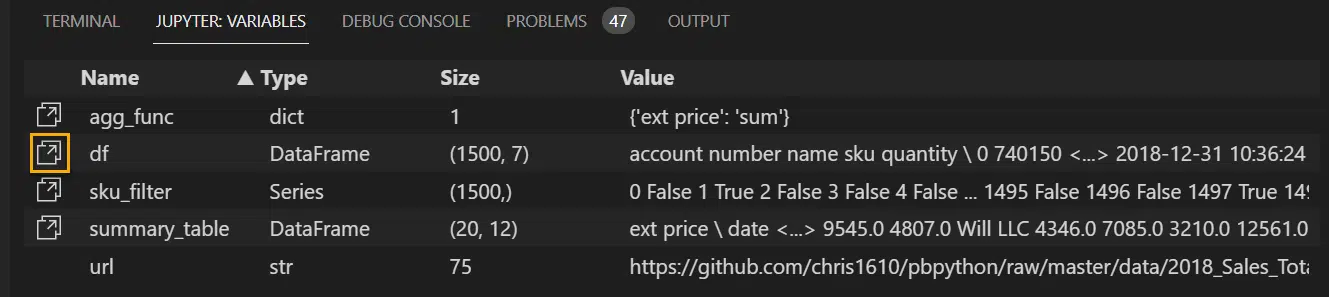 TERMINAL JUPYTER: VARIABLES DEBUG CONSOLE PROBLEMS 47 OUTPUT
Name ▲ Type Size Value
agg_func dict 1 {'ext price': 'sum'}
df DataFrame (1500, 7) account number name sku quantity \ 0 740150 <...> 2018-12-31 10:36:24
sku_filter Series (1500,) 0 False 1 True 2 False 3 False 4 False ... 1495 False 1496 False 1497 True 149
summary_table DataFrame (20, 12) ext price \ date <...> 9545.0 4807.0 Will LLC 4346.0 7085.0 3210.0 12561.0
url str 75 https://github.com/chris1610/pbpython/raw/master/data/2018_Sales_Tota